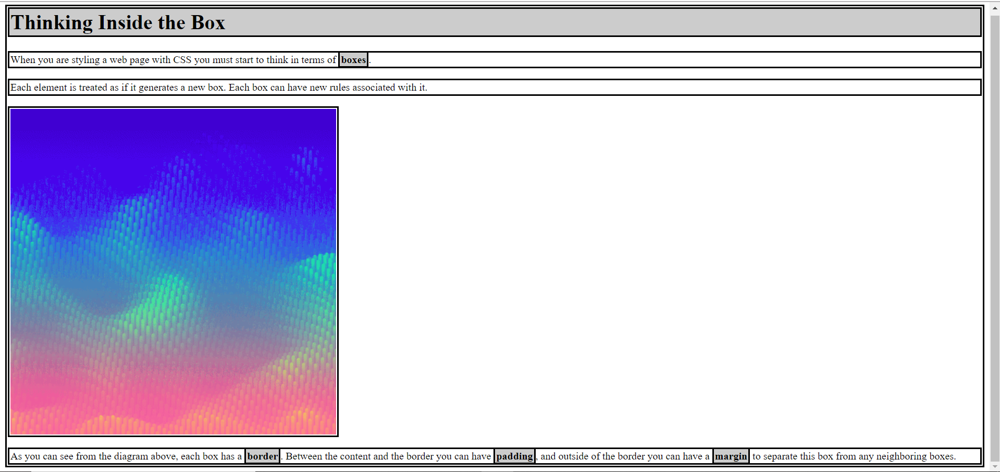 Thinking Inside the Box
When you are styling a web page with CSS you must start to think in terms of boxes.
Each element is treated as if it generates a new box. Each box can have new rules associated with it.
As you can see from the diagram above, each box has a border. Between the content and the border you can have padding, and outside of the border you can have a margin to separate this box from any neighboring boxes.